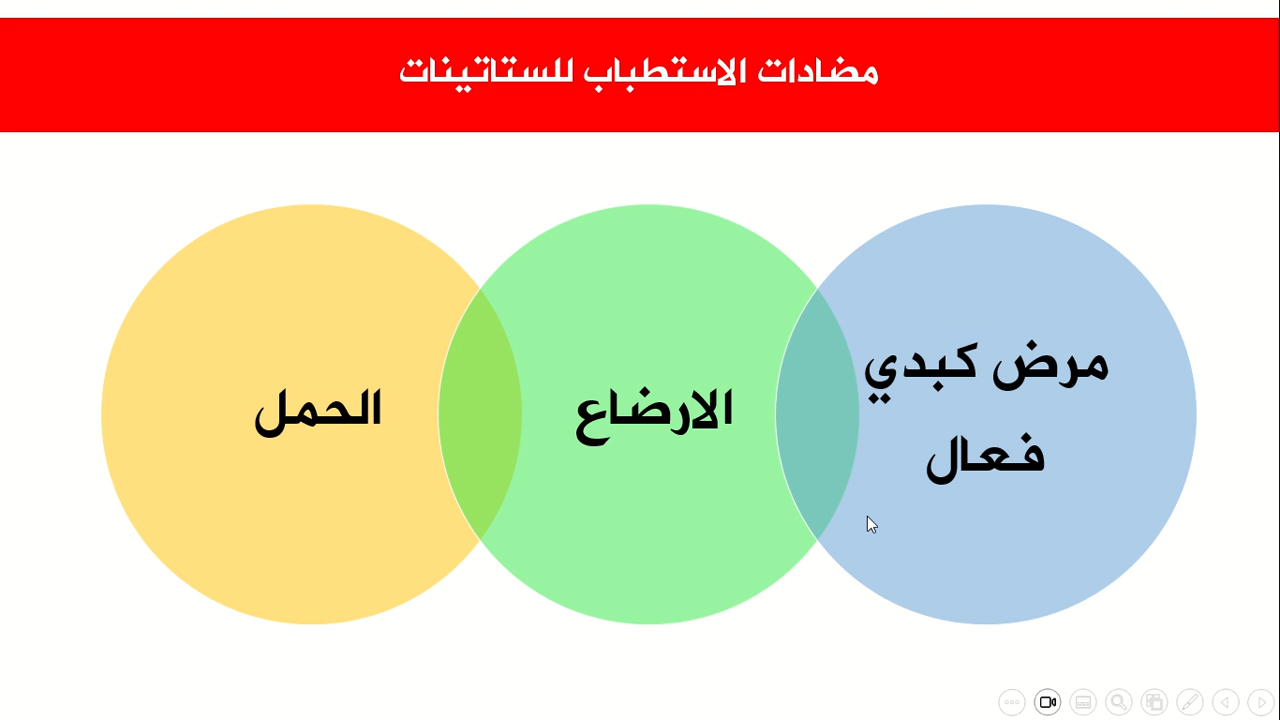 مضادات الاستطباب للستاتينات
مرض كبدي
فعال
الارضاع
الحمل